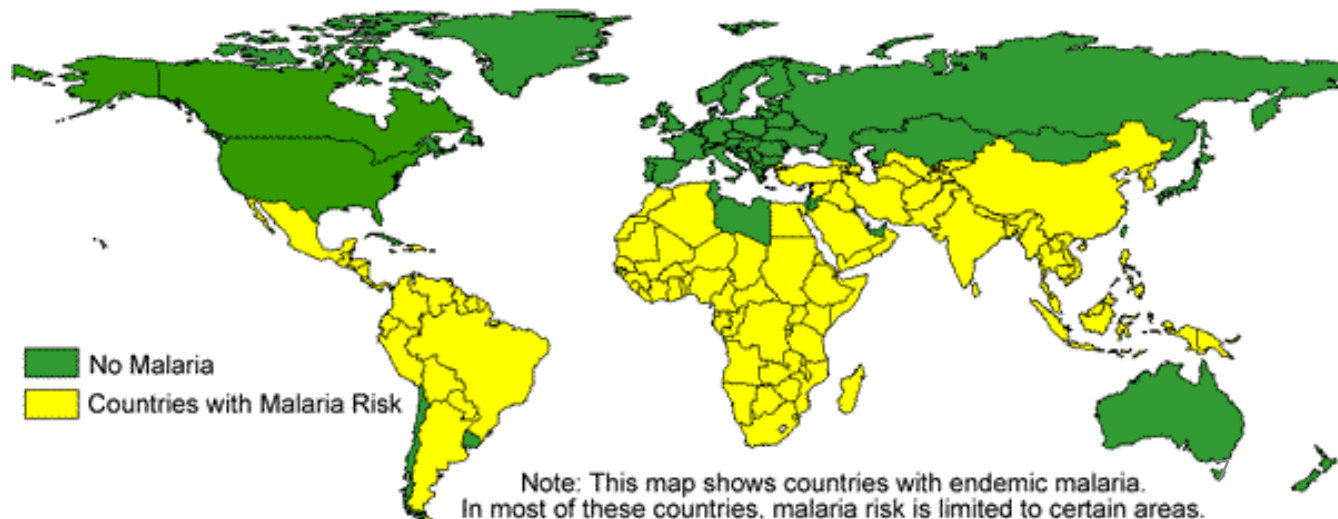 No Malaria
Countries with Malaria Risk
Note: This map shows countries with endemic malaria.
In most of these countries, malaria risk is limited to certain areas.